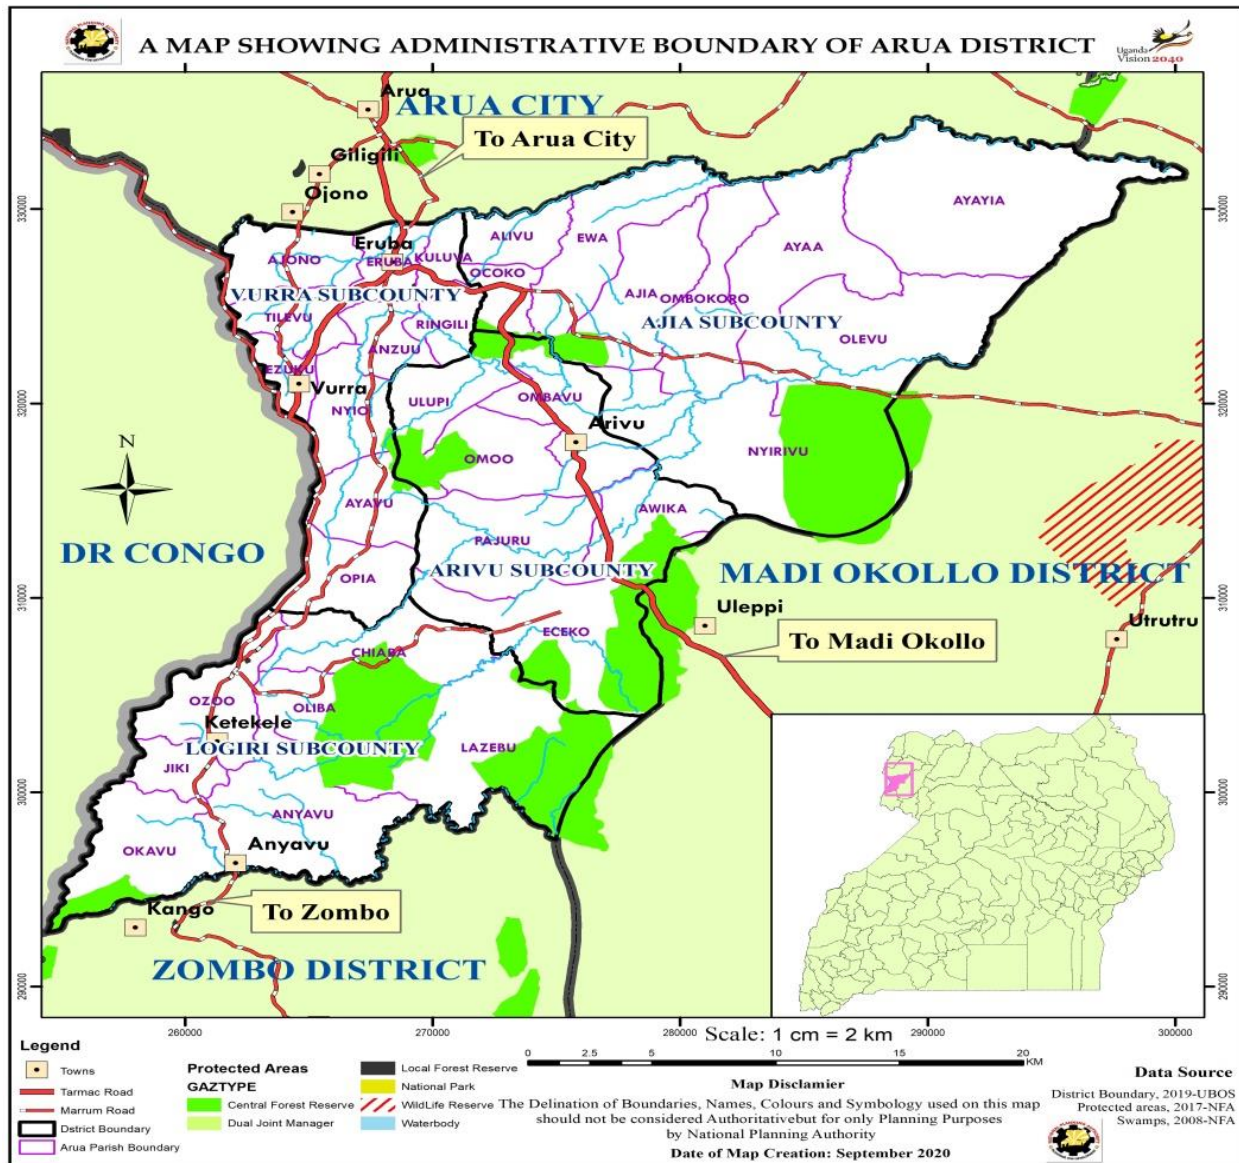 A MAP SHOWING ADMINISTRATIVE BOUNDARY OF ARUA DISTRICT
Uganda
Vision 2040
Arua
ARUA CITY
To Arua City
Giligili
Ojono
330000
330000
AYAYIA
ALIVU
EWA
AYAA
Eruba
AJONO
ERUBA
KULUVA
OCOKO
VURRA SUBCOUNTY
AJIA
OMBOKORO
TILEVU
RINGILI
AJIA SUBCOUNTY
OLEVU
ANZUU
EZUKU
Vurra
320000
320000
NYIO
ULUPI
OMBAVU
Arivu
N
OMOO
NYIRIVU
AYAVU
AWIKA
DR CONGO
PAJURU
OPIA
ARIVU SUBCOUNTY
MADI OKOLLO DISTRICT
310000
310000
Uleppi
Utrutru
ECEKO
To Madi Okollo
CHIABA
OZOO
OLIBA
Ketekele
LOGIRI SUBCOUNTY
LAZEBU
JIKI
300000
300000
ANYAVU
OKAVU
Anyavu
Kango
To Zombo
ZOMBO DISTRICT
290000
290000
260000
270000
280000
290000
300000
Scale: 1 cm = 2 km
0 2.5 5 10 15 20
KM
Legend
Towns
Tarmac Road
Marrum Road
Dstrict Boundary
Arua Parish Boundary
Protected Areas
GAZTYPE
Central Forest Reserve
Dual Joint Manager
Local Forest Reserve
National Park
WildLife Reserve
Waterbody
Map Disclamier
The Delination of Boundaries, Names, Colours and Symbology used on this map
should not be considered Authoritativebut for only Planning Purposes
by National Planning Authority
Date of Map Creation: September 2020
Data Source
District Boundary, 2019-UBOS
Protected areas, 2017-NFA
Swamps, 2008-NFA